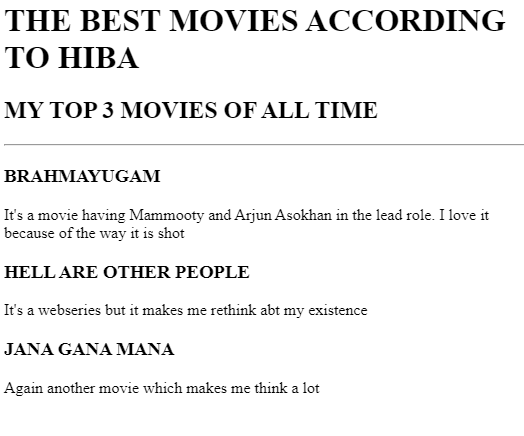 THE BEST MOVIES ACCORDING
TO HIBA
MY TOP 3 MOVIES OF ALL TIME
BRAHMAYUGAM
It's a movie having Mammooty and Arjun Asokhan in the lead role. I love it
because of the way it is shot
HELL ARE OTHER PEOPLE
It's a webseries but it makes me rethink abt my existence
JANA GANA MANA
Again another movie which makes me think a lot